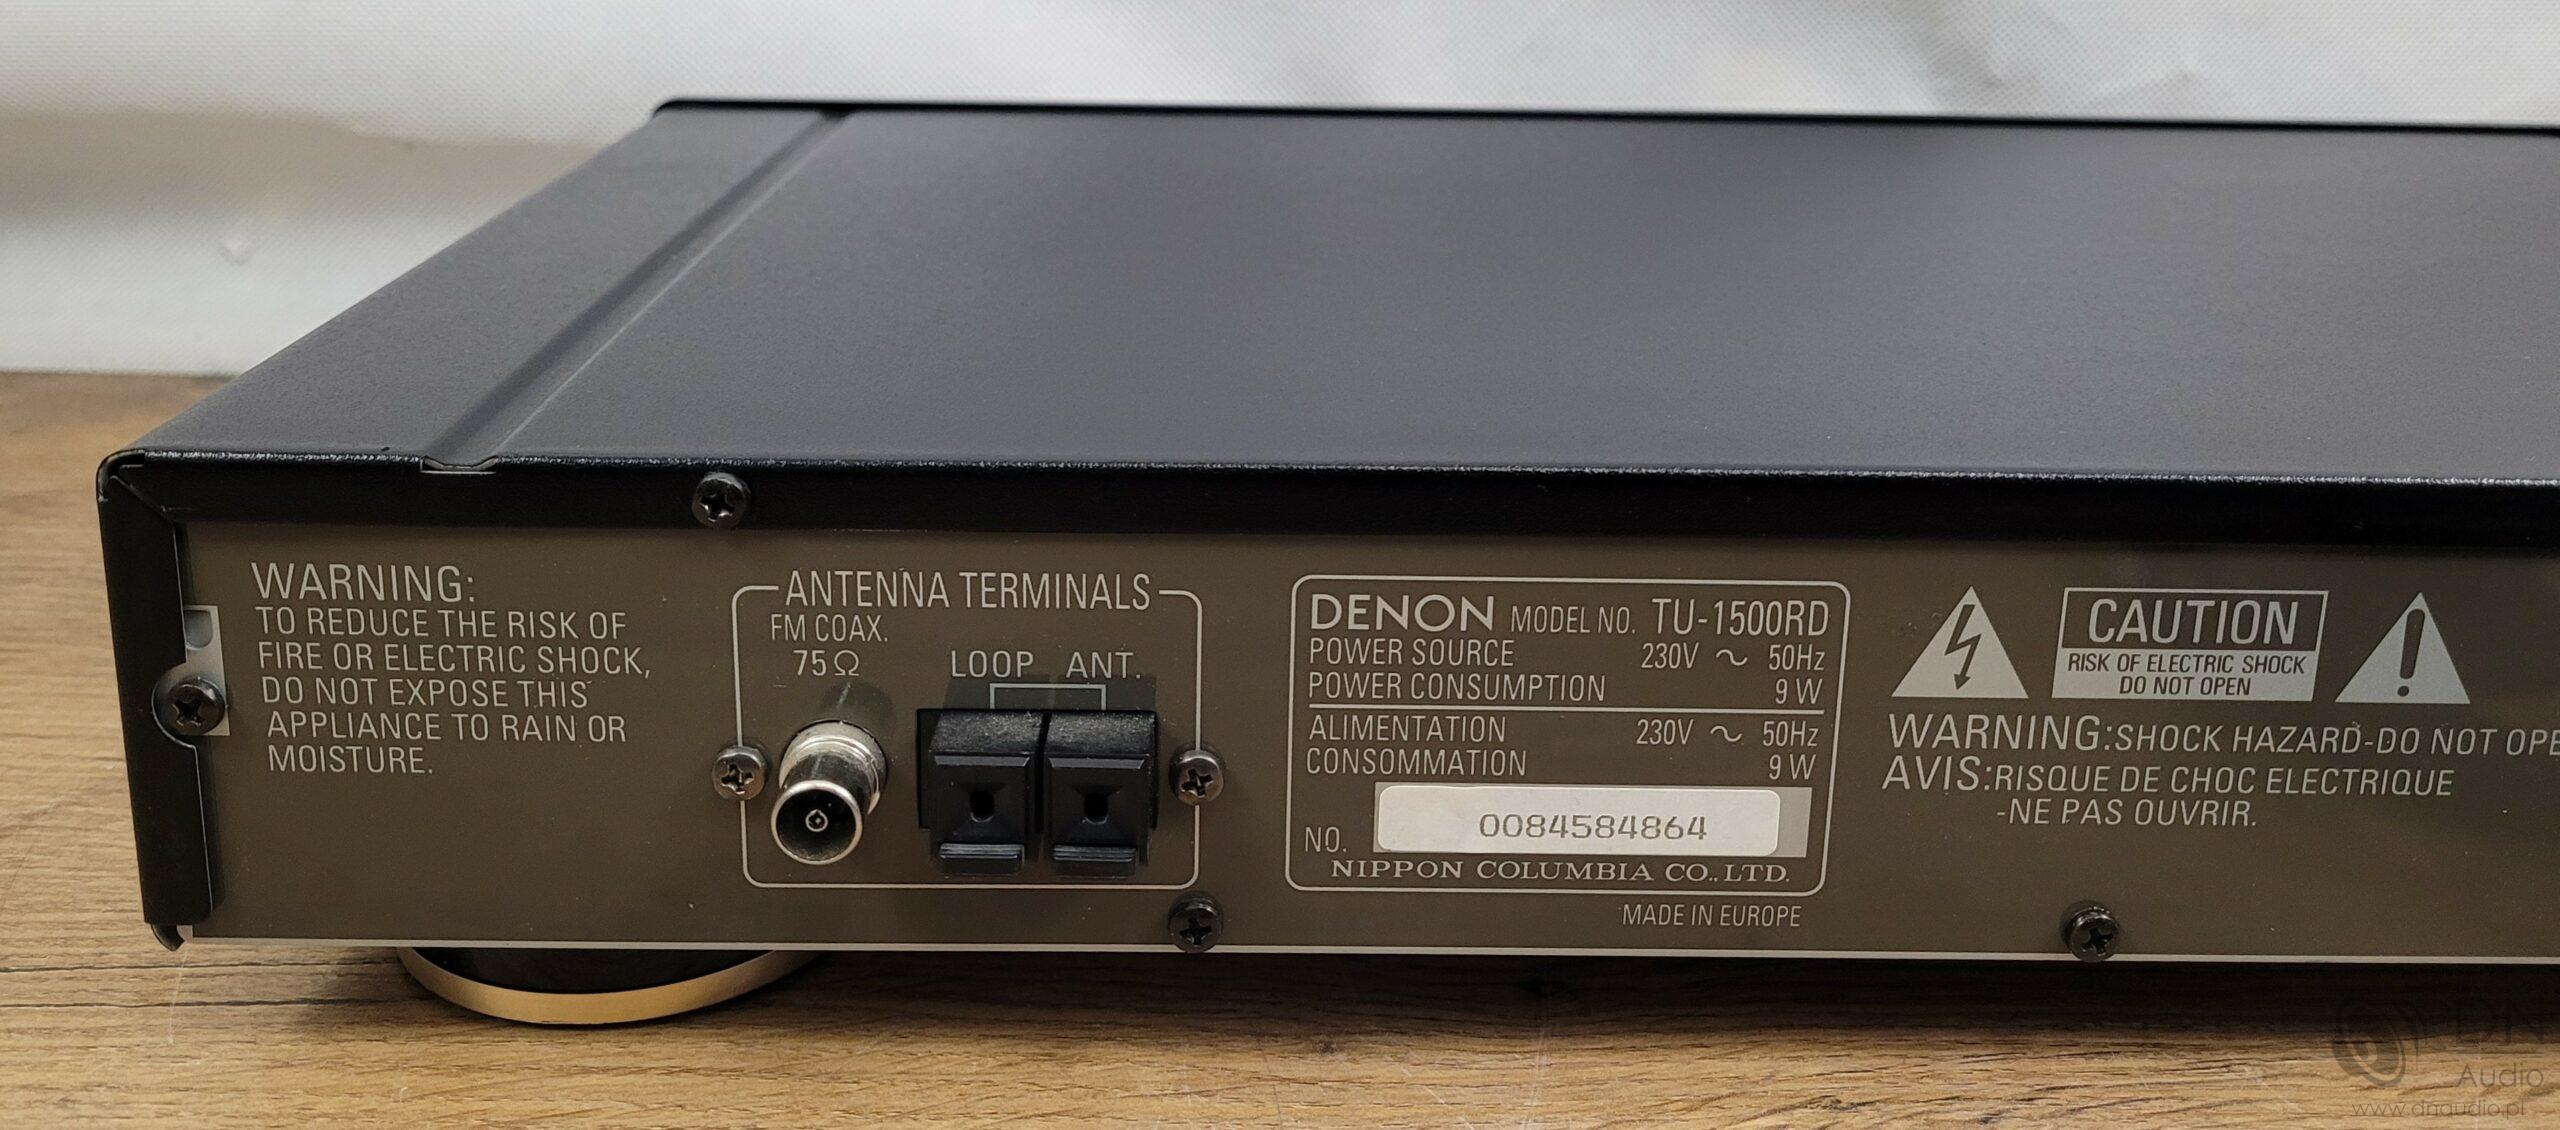 WARNING:
TO REDUCE THE RISK OF
FIRE OR ELECTRIC SHOCK,
DO NOT EXPOSE THIS
APPLIANCE TO RAIN OR
MOISTURE.
ANTENNA TERMINALS
FM COAX.
75Ω
LOOP ANT.
DENON MODEL NO. TU-1500RD
POWER SOURCE 230V ～ 50Hz
POWER CONSUMPTION 9 W
ALIMENTATION 230V ～ 50Hz
CONSOMMATION 9 W
NO. 0084584864
NIPPON COLUMBIA CO., LTD.
MADE IN EUROPE
CAUTION
RISK OF ELECTRIC SHOCK
DO NOT OPEN
WARNING:SHOCK HAZARD-DO NOT OPE
AVIS:RISQUE DE CHOC ELECTRIQUE
-NE PAS OUVRIR.
DN
Audio
www.dnaudio.pl